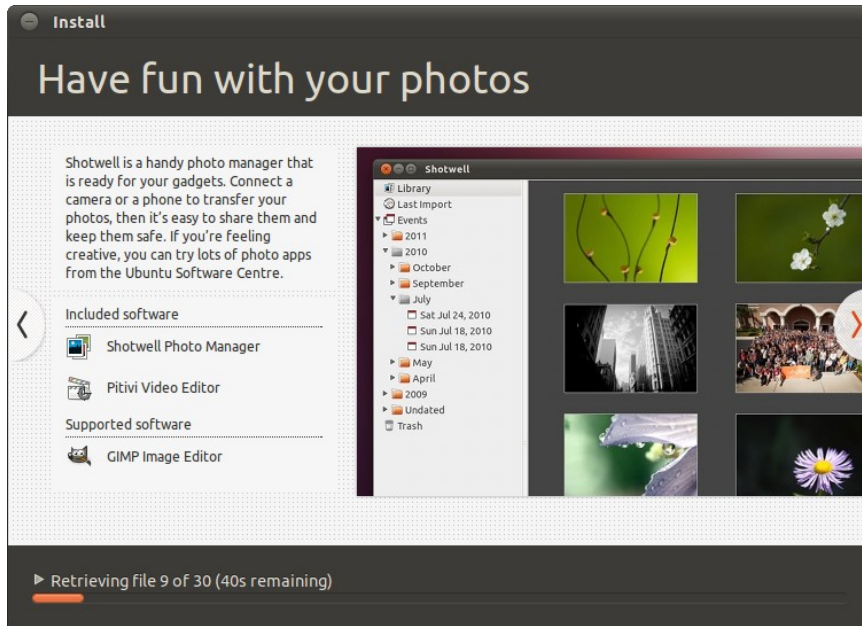 Install
Have fun with your photos
Shotwell is a handy photo manager that
is ready for your gadgets. Connect a
camera or a phone to transfer your
photos, then it's easy to share them and
keep them safe. If you're feeling
creative, you can try lots of photo apps
from the Ubuntu Software Centre.
Included software
Shotwell Photo Manager
Pitivi Video Editor
Supported software
GIMP Image Editor
Shotwell
Library
Last Import
Events
2011
2010
October
September
July
Sat Jul 24, 2010
Sun Jul 18, 2010
Sun Jul 18, 2010
May
April
2009
Undated
Trash
Retrieving file 9 of 30 (40s remaining)